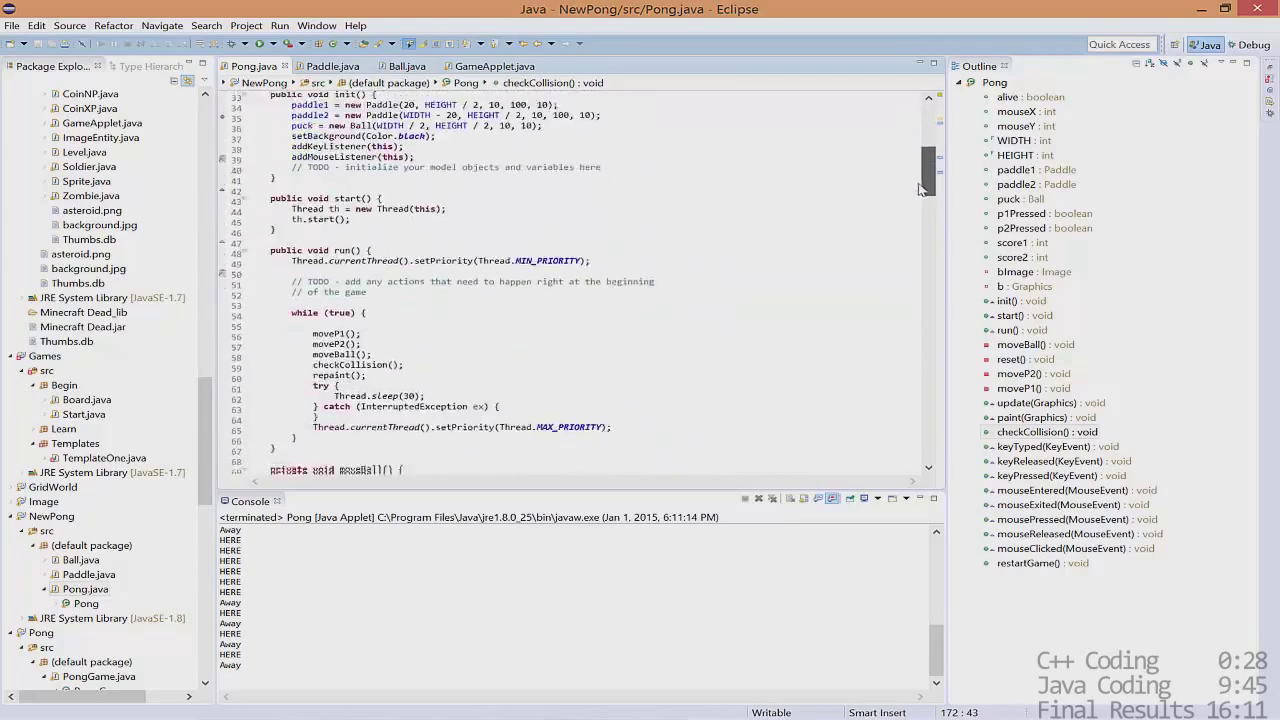 Java - NewPong/src/Pong.java - Eclipse
File Edit Source Refactor Navigate Search Project Run Window Help
Quick Access Java Debug
Package Explo... Type Hierarch
CoinNP.java
CoinXP.java
GameApplet.java
ImageEntity.java
Level.java
Soldier.java
Sprite.java
Zombie.java
asteroid.png
background.jpg
Thumbs.db
asteroid.png
background.jpg
Thumbs.db
JRE System Library [JavaSE-1.7]
Minecraft Dead_lib
Minecraft Dead.jar
Thumbs.db
Games
src
Begin
Board.java
Start.java
Learn
Templates
TemplateOne.java
GridWorld
Image
NewPong
src
(default package)
Ball.java
Paddle.java
Pong.java
Pong
JRE System Library [JavaSE-1.8]
Pong
src
(default package)
PongGame.java
Pong.java Paddle.java Ball.java GameApplet.java
NewPong src (default package) Pong checkCollision() : void
33 public void init() {
34 paddle1 = new Paddle(20, HEIGHT / 2, 10, 100, 10);
35 paddle2 = new Paddle(WIDTH - 20, HEIGHT / 2, 10, 100, 10);
36 puck = new Ball(WIDTH / 2, HEIGHT / 2, 10, 10);
37 setBackground(Color.black);
38 addKeyListener(this);
39 addMouseListener(this);
40 // TODO - initialize your model objects and variables here
41 }
42
43 public void start() {
44 Thread th = new Thread(this);
45 th.start();
46 }
47
48 public void run() {
49 Thread.currentThread().setPriority(Thread.MIN_PRIORITY);
50
51 // TODO - add any actions that need to happen right at the beginning
52 // of the game
53
54 while (true) {
55
56 moveP1();
57 moveP2();
58 moveBall();
59 checkCollision();
60 repaint();
61 try {
62 Thread.sleep(30);
63 } catch (InterruptedException ex) {
64 }
65 Thread.currentThread().setPriority(Thread.MAX_PRIORITY);
66 }
67 }
68
69 private void moveBall() {
Console
<terminated> Pong [Java Applet] C:\Program Files\Java\jre1.8.0_25\bin\javaw.exe (Jan 1, 2015, 6:11:14 PM)
Away
HERE
HERE
HERE
HERE
HERE
HERE
Away
HERE
Away
HERE
Away
HERE
Away
Outline
Pong
alive : boolean
mouseX : int
mouseY : int
WIDTH : int
HEIGHT : int
paddle1 : Paddle
paddle2 : Paddle
puck : Ball
p1Pressed : boolean
p2Pressed : boolean
score1 : int
score2 : int
bImage : Image
b : Graphics
init() : void
start() : void
run() : void
moveBall() : void
reset() : void
moveP2() : void
moveP1() : void
update(Graphics) : void
paint(Graphics) : void
checkCollision() : void
keyTyped(KeyEvent) : void
keyReleased(KeyEvent) : void
keyPressed(KeyEvent) : void
mouseEntered(MouseEvent) : void
mouseExited(MouseEvent) : void
mousePressed(MouseEvent) : void
mouseReleased(MouseEvent) : void
mouseClicked(MouseEvent) : void
restartGame() : void
C++ Coding 0:28
Java Coding 9:45
Final Results 16:11
Writable Smart Insert 172 : 43